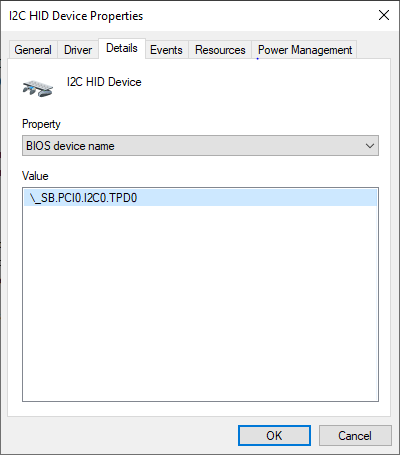 I2C HID Device Properties
General Driver Details Events Resources Power Management
I2C HID Device
Property
BIOS device name
Value
\_SB.PCI0.I2C0.TPD0
OK Cancel